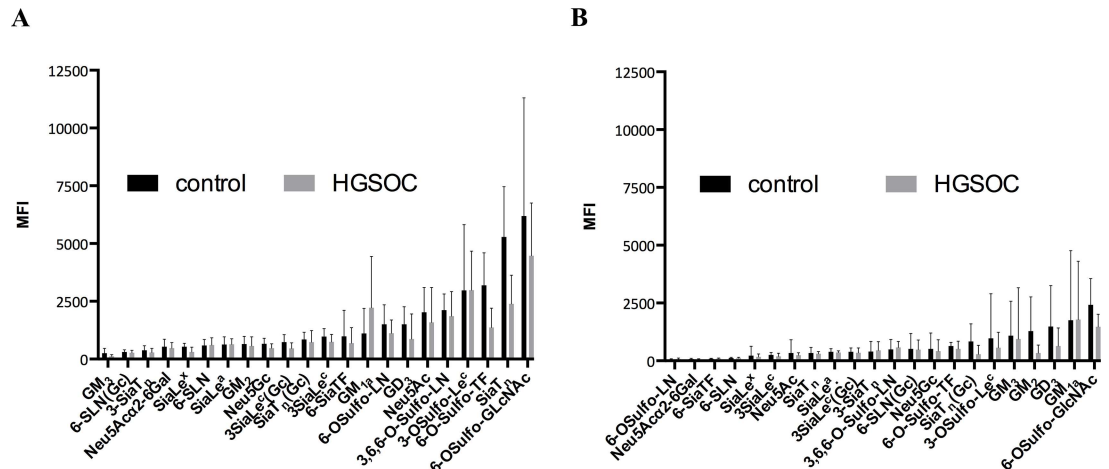 A
MFI
12500
10000
7500
5000
2500
0
control
HGSOC
GM3
6-SLN(Gc)
3-SiaTn
Neu5Acα2-6Gal
SiaLex
6-SLN
SiaLea
GM2
Neu5Gc
3SiaLec(Gc)
SiaTn(Gc)
3SiaLec
6-SiaTF
GM1a
6-OSulfo-LN
GD3
Neu5Ac
3,6,6-O-Sulfo-LN
3-OSulfo-Lec
6-O-Sulfo-TF
SiaTn
6-OSulfo-GLcNAc
B
MFI
12500
10000
7500
5000
2500
0
control
HGSOC
6-OSulfo-LN
Neu5Acα2-6Gal
6-SiaTF
6-SLN
SiaLex
3SiaLec
Neu5Ac
SiaTn
SiaLea
3SiaLec(Gc)
3-SiaTn
3,6,6-O-Sulfo-LN
6-SLN(Gc)
Neu5Gc
6-O-Sulfo-TF
SiaTn(Gc)
3-OSulfo-Lec
GM3
GM2
GD3
GM1a
6-OSulfo-GlcNAc